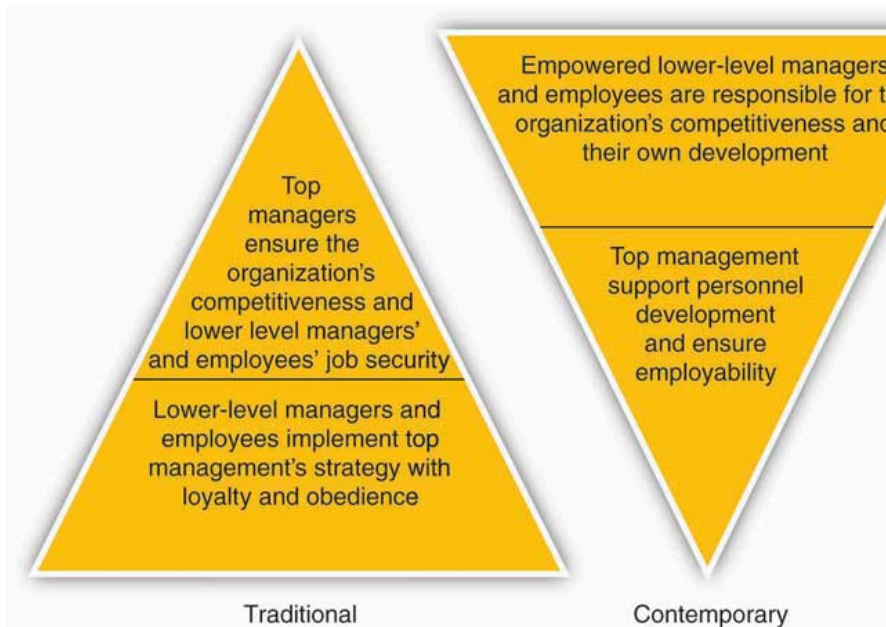 Top
managers
ensure the
organization's
competitiveness and
lower level managers'
and employees' job security
Lower-level managers and
employees implement top
management's strategy with
loyalty and obedience
Traditional
Empowered lower-level managers
and employees are responsible for
organization's competitiveness and
their own development
Top management
support personnel
development
and ensure
employability
Contemporary